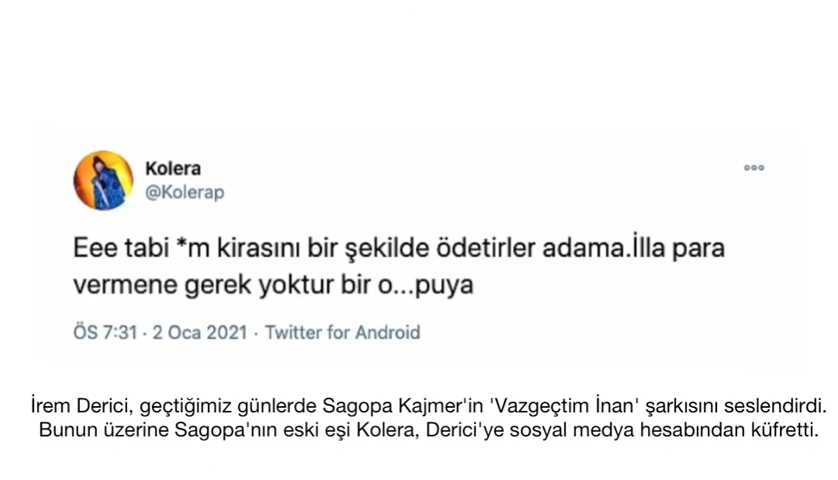 Kolera
@Kolerap
Eee tabi *m kirasını bir şekilde ödetirler adama.İlla para
vermene gerek yoktur bir o...puya
ÖS 7:31 · 2 Oca 2021 · Twitter for Android
İrem Derici, geçtiğimiz günlerde Sagopa Kajmer'in 'Vazgeçtim İnan' şarkısını seslendirdi.
Bunun üzerine Sagopa'nın eski eşi Kolera, Derici'ye sosyal medya hesabından küfretti.